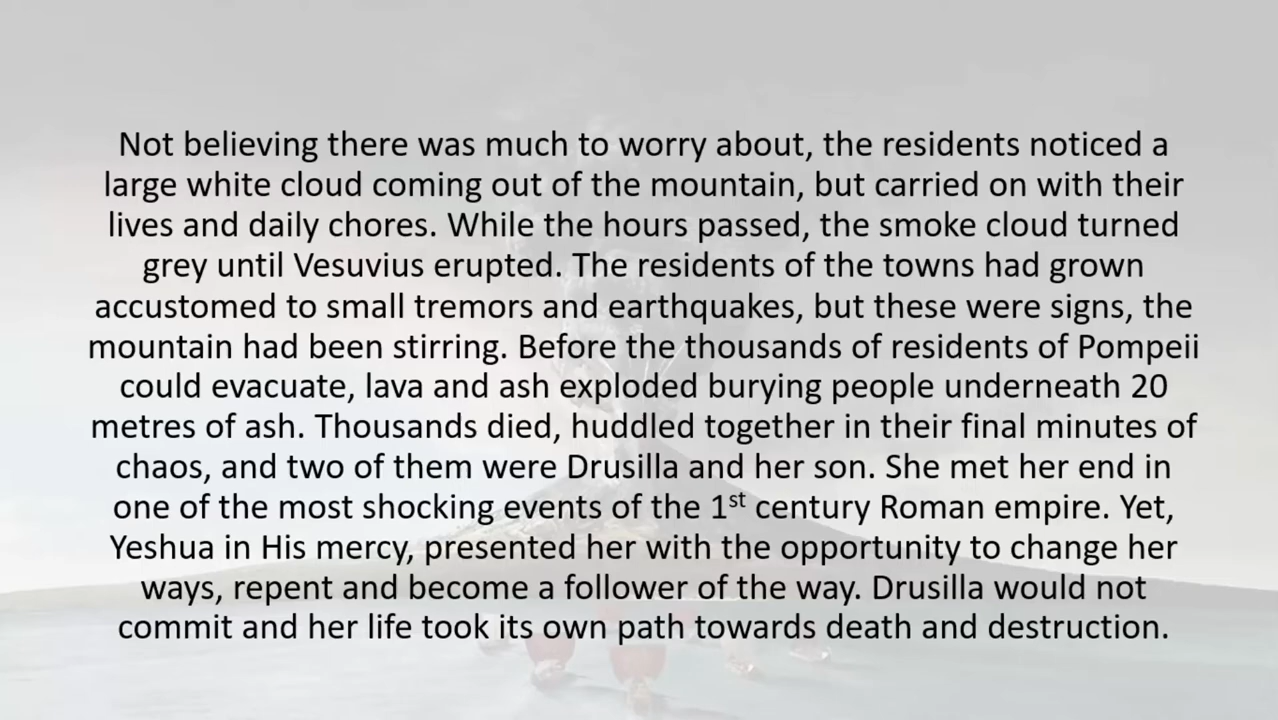 Not believing there was much to worry about, the residents noticed a
large white cloud coming out of the mountain, but carried on with their
lives and daily chores. While the hours passed, the smoke cloud turned
grey until Vesuvius erupted. The residents of the towns had grown
accustomed to small tremors and earthquakes, but these were signs, the
mountain had been stirring. Before the thousands of residents of Pompeii
could evacuate, lava and ash exploded burying people underneath 20
metres of ash. Thousands died, huddled together in their final minutes of
chaos, and two of them were Drusilla and her son. She met her end in
one of the most shocking events of the 1st century Roman empire. Yet,
Yeshua in His mercy, presented her with the opportunity to change her
ways, repent and become a follower of the way. Drusilla would not
commit and her life took its own path towards death and destruction.